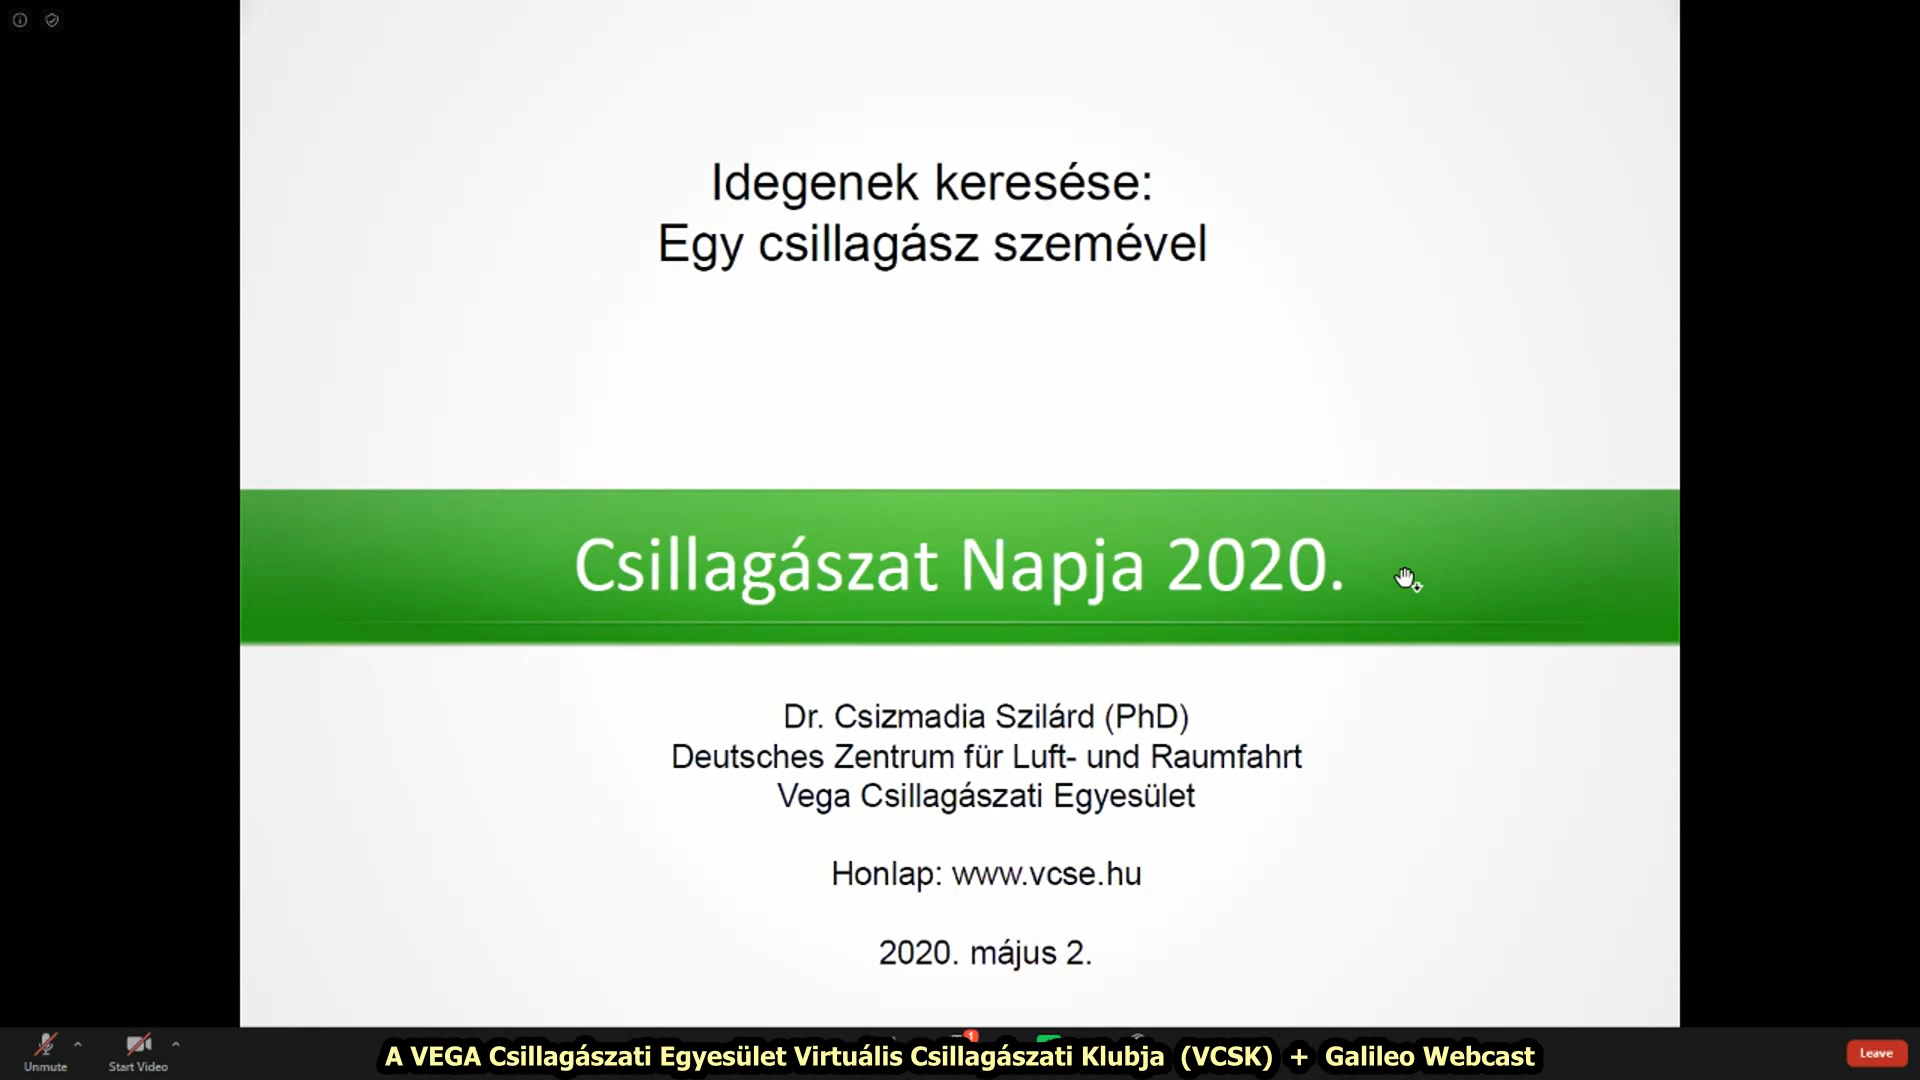 Idegenek keresése:
Egy csillagász szemével
Csillagászat Napja 2020.
Dr. Csizmadia Szilárd (PhD)
Deutsches Zentrum für Luft- und Raumfahrt
Vega Csillagászati Egyesület
Honlap: www.vcse.hu
2020. május 2.
Unmute
Start Video
1
A VEGA Csillagászati Egyesület Virtuális Csillagászati Klubja (VCSK) + Galileo Webcast
Leave